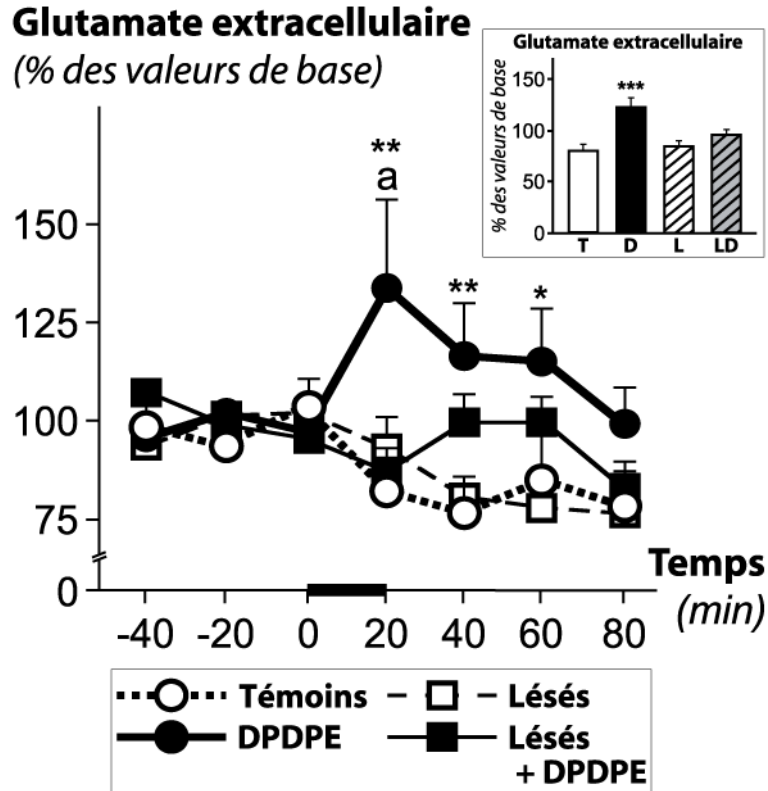 Glutamate extracellulaire
(% des valeurs de base)
Glutamate extracellulaire
% des valeurs de base
150
100
50
0
***
T D L LD
**
a
**
*
150
125
100
75
0
-40 -20 0 20 40 60 80
Temps
(min)
Témoins
Lésés
DPDPE
Lésés
+ DPDPE